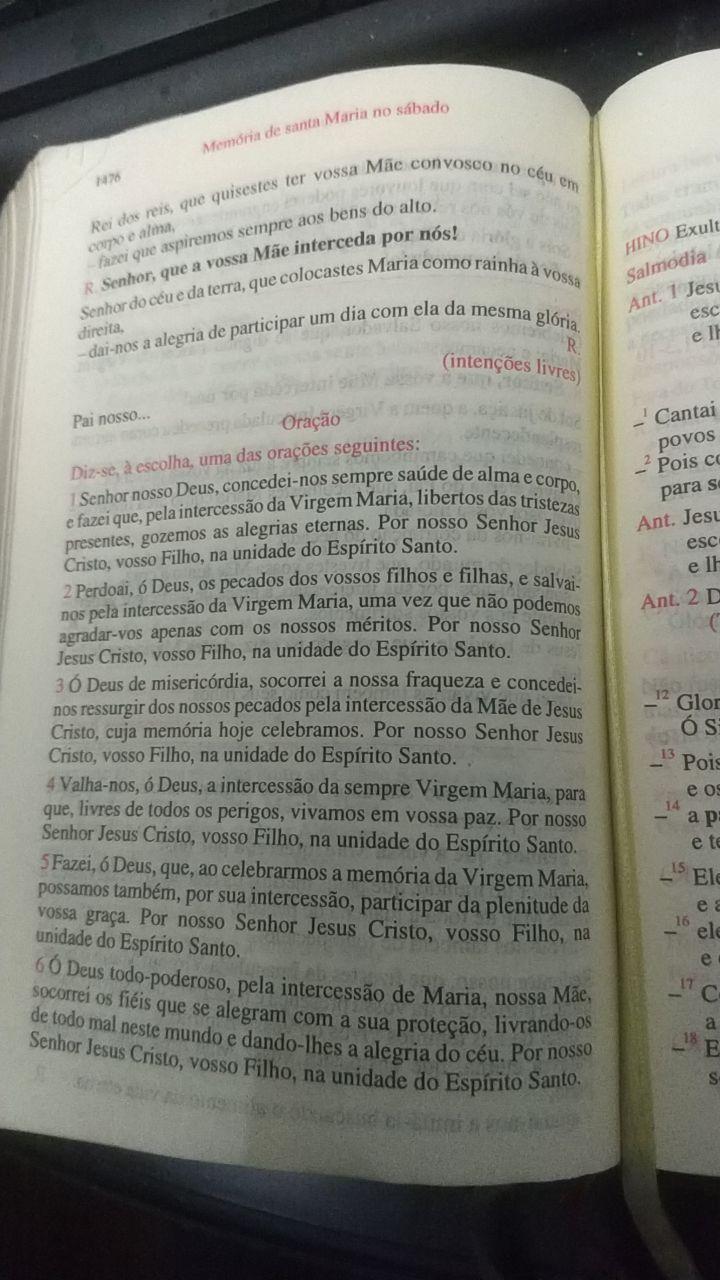 Memória de santa Maria no sábado
1476
Rei dos reis, que quisestes ter vossa Mãe convosco no céu em
corpo e alma,
– fazei que aspiremos sempre aos bens do alto.
R. Senhor, que a vossa Mãe interceda por nós!
Senhor do céu e da terra, que colocastes Maria como rainha à vossa
direita,
– dai-nos a alegria de participar um dia com ela da mesma glória.
R.
(intenções livres)
Pai nosso...
Oração
Diz-se, à escolha, uma das orações seguintes:
1 Senhor nosso Deus, concedei-nos sempre saúde de alma e corpo,
e fazei que, pela intercessão da Virgem Maria, libertos das tristezas
presentes, gozemos as alegrias eternas. Por nosso Senhor Jesus
Cristo, vosso Filho, na unidade do Espírito Santo.
2 Perdoai, ó Deus, os pecados dos vossos filhos e filhas, e salvai-
nos pela intercessão da Virgem Maria, uma vez que não podemos
agradar-vos apenas com os nossos méritos. Por nosso Senhor
Jesus Cristo, vosso Filho, na unidade do Espírito Santo.
3 Ó Deus de misericórdia, socorrei a nossa fraqueza e concedei-
nos ressurgir dos nossos pecados pela intercessão da Mãe de Jesus
Cristo, cuja memória hoje celebramos. Por nosso Senhor Jesus
Cristo, vosso Filho, na unidade do Espírito Santo.
4 Valha-nos, ó Deus, a intercessão da sempre Virgem Maria, para
que, livres de todos os perigos, vivamos em vossa paz. Por nosso
Senhor Jesus Cristo, vosso Filho, na unidade do Espírito Santo.
5 Fazei, ó Deus, que, ao celebrarmos a memória da Virgem Maria,
possamos também, por sua intercessão, participar da plenitude da
vossa graça. Por nosso Senhor Jesus Cristo, vosso Filho, na
unidade do Espírito Santo.
6 Ó Deus todo-poderoso, pela intercessão de Maria, nossa Mãe,
socorrei os fiéis que se alegram com a sua proteção, livrando-os
de todo mal neste mundo e dando-lhes a alegria do céu. Por nosso
Senhor Jesus Cristo, vosso Filho, na unidade do Espírito Santo.
HINO Exult
Salmodia
Ant. 1 Jesu
esc
e lh
–1 Cantai
povos
–2 Pois co
para se
Ant. Jesu
esco
e lh
Ant. 2 D
(
–12 Glor
Ó Si
–13 Pois
e os
–14 a p
e te
–15 Ele
e a
–16 ele
e
–17 C
a
–18 E
s